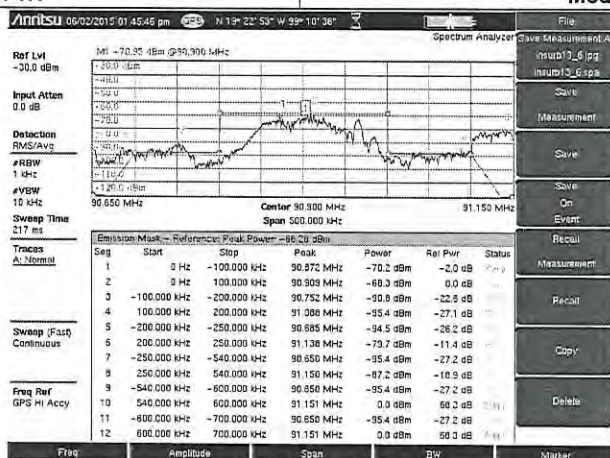 Anritsu 06/02/2015 01:45:46 pm GPS N 19° 22' 53" W 99° 10' 36"
Spectrum Analyzer
Ref Lvl
-30.0 dBm
Input Atten
0.0 dB
Detection
RMS/Avg
#RBW
1 kHz
#VBW
10 kHz
Sweep Time
217 ms
Traces
A: Normal
Sweep (Fast)
Continuous
Freq Ref
GPS Hi Accy
M1 -70.95 dBm @90.900 MHz
-30.0 dBm
-120.0 dBm
90.650 MHz
Center 90.900 MHz
Span 500.000 kHz
91.150 MHz
Emission Mask - Reference: Peak Power -68.28 dBm
Seg Start Stop Peak Power Rel Pwr Status
1 0 Hz -100.000 kHz 90.872 MHz -70.2 dBm -2.0 dB
2 0 Hz 100.000 kHz 90.909 MHz -68.3 dBm 0.0 dB
3 -100.000 kHz -200.000 kHz 90.752 MHz -90.8 dBm -22.6 dB
4 100.000 kHz 200.000 kHz 91.088 MHz -95.4 dBm -27.1 dB
5 -200.000 kHz -250.000 kHz 90.685 MHz -94.5 dBm -26.2 dB
6 200.000 kHz 250.000 kHz 91.138 MHz -79.7 dBm -11.4 dB
7 -250.000 kHz -540.000 kHz 90.650 MHz -95.4 dBm -27.2 dB
8 250.000 kHz 540.000 kHz 91.150 MHz -87.2 dBm -18.9 dB
9 -540.000 kHz -600.000 kHz 90.650 MHz -95.4 dBm -27.2 dB
10 540.000 kHz 600.000 kHz 91.151 MHz 0.0 dBm 68.3 dB
11 -600.000 kHz -700.000 kHz 90.650 MHz -95.4 dBm -27.2 dB
12 600.000 kHz 700.000 kHz 91.151 MHz 0.0 dBm 68.3 dB
File
Save Measurement A
insurb13_6.jpg
insurb13_6.spa
Save
Measurement
Save
Save
On
Event
Recall
Measurement
Recall
Copy
Delete
Freq Amplitude Span BW Marker